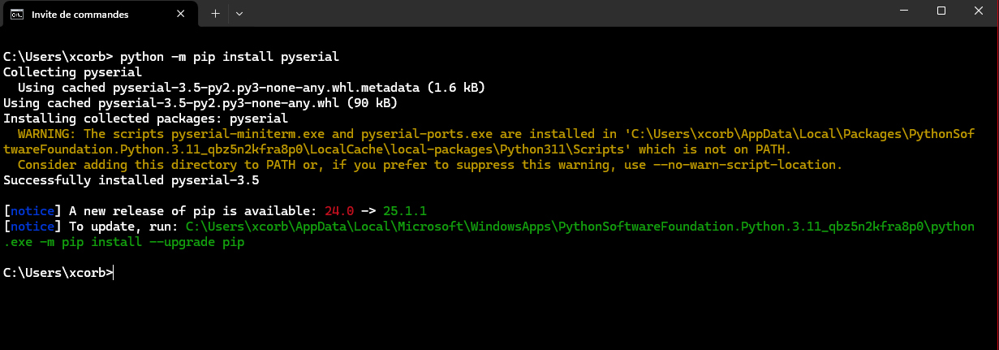 Invite de commandes
C:\Users\xcorb> python -m pip install pyserial
Collecting pyserial
  Using cached pyserial-3.5-py2.py3-none-any.whl.metadata (1.6 kB)
Using cached pyserial-3.5-py2.py3-none-any.whl (90 kB)
Installing collected packages: pyserial
  WARNING: The scripts pyserial-miniterm.exe and pyserial-ports.exe are installed in 'C:\Users\xcorb\AppData\Local\Packages\PythonSof
twareFoundation.Python.3.11_qbz5n2kfra8p0\LocalCache\local-packages\Python311\Scripts' which is not on PATH.
  Consider adding this directory to PATH or, if you prefer to suppress this warning, use --no-warn-script-location.
Successfully installed pyserial-3.5
[notice] A new release of pip is available: 24.0 -> 25.1.1
[notice] To update, run: C:\Users\xcorb\AppData\Local\Microsoft\WindowsApps\PythonSoftwareFoundation.Python.3.11_qbz5n2kfra8p0\python
.exe -m pip install --upgrade pip
C:\Users\xcorb>